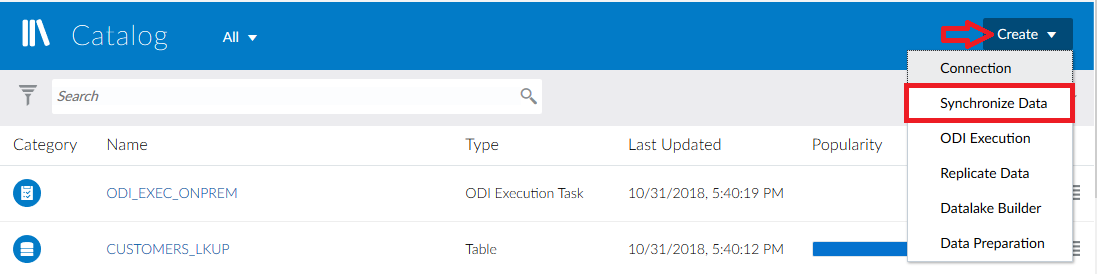 Catalog
All
Create
Connection
Search
Synchronize Data
ODI Execution
Category Name Type Last Updated Popularity
Replicate Data
ODI_EXEC_ONPREM ODI Execution Task 10/31/2018, 5:40:19 PM
Datalake Builder
CUSTOMERS_LKUP Table 10/31/2018, 5:40:12 PM
Data Preparation